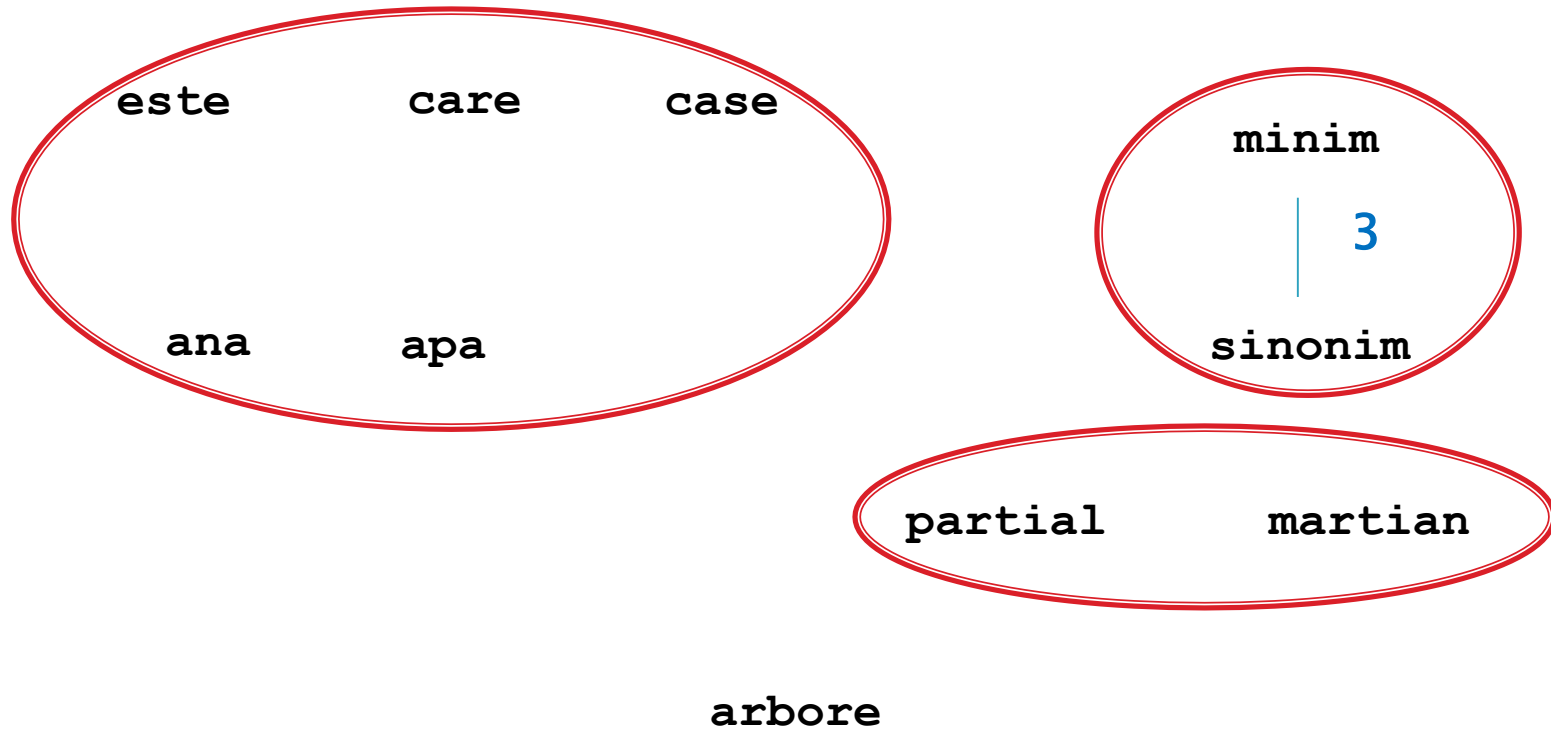 este care case
minim
3
ana apa
sinonim
partial martian
arbore